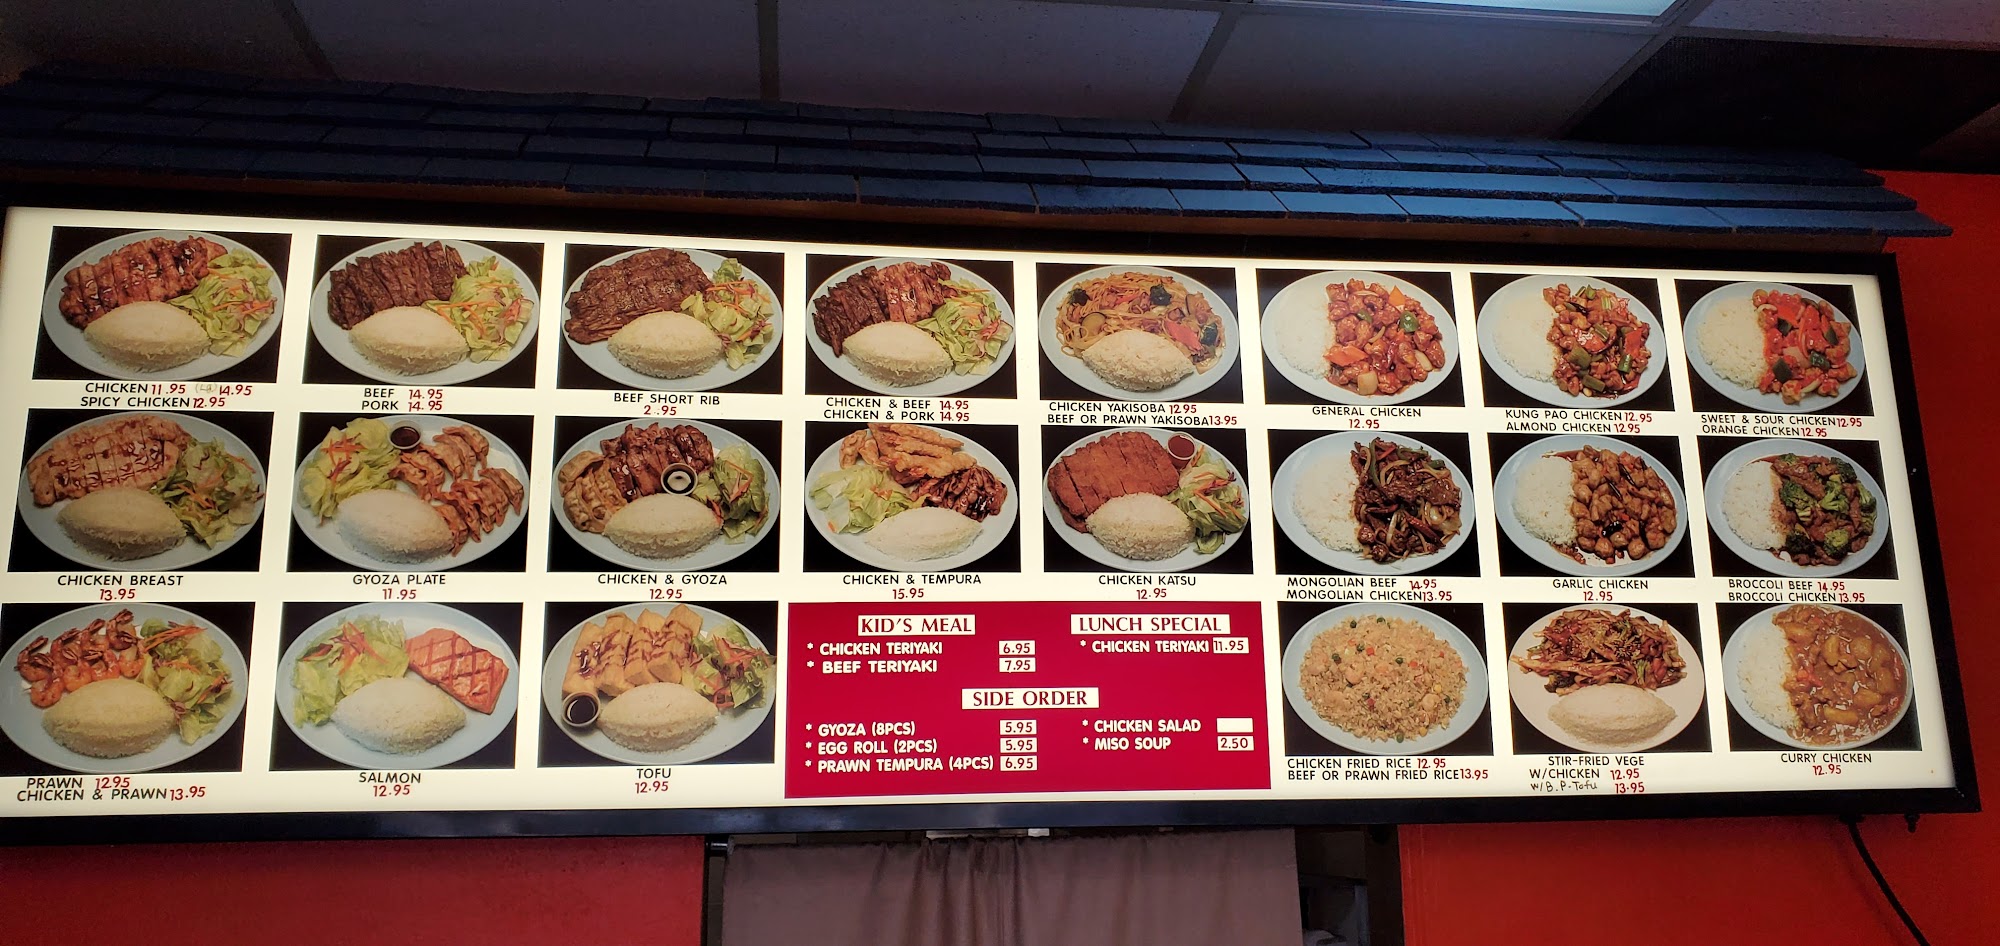 CHICKEN 11.95 (Lg) 14.95
SPICY CHICKEN 12.95
BEEF 14.95
PORK 14.95
BEEF SHORT RIB
2 .95
CHICKEN & BEEF 14.95
CHICKEN & PORK 14.95
CHICKEN YAKISOBA 12.95
BEEF OR PRAWN YAKISOBA 13.95
GENERAL CHICKEN
12.95
KUNG PAO CHICKEN 12.95
ALMOND CHICKEN 12.95
SWEET & SOUR CHICKEN 12.95
ORANGE CHICKEN 12.95
CHICKEN BREAST
13.95
GYOZA PLATE
11.95
CHICKEN & GYOZA
12.95
CHICKEN & TEMPURA
15.95
CHICKEN KATSU
12.95
MONGOLIAN BEEF 14.95
MONGOLIAN CHICKEN 13.95
GARLIC CHICKEN
12.95
BROCCOLI BEEF 14.95
BROCCOLI CHICKEN 13.95
PRAWN 12.95
CHICKEN & PRAWN 13.95
SALMON
12.95
TOFU
12.95
KID'S MEAL
* CHICKEN TERIYAKI 6.95
* BEEF TERIYAKI 7.95
LUNCH SPECIAL
* CHICKEN TERIYAKI 11.95
SIDE ORDER
* GYOZA (8PCS) 5.95
* EGG ROLL (2PCS) 5.95
* PRAWN TEMPURA (4PCS) 6.95
* CHICKEN SALAD
* MISO SOUP 2.50
CHICKEN FRIED RICE 12.95
BEEF OR PRAWN FRIED RICE 13.95
STIR-FRIED VEGE
W/CHICKEN 12.95
W/B.P.Tofu 13.95
CURRY CHICKEN
12.95